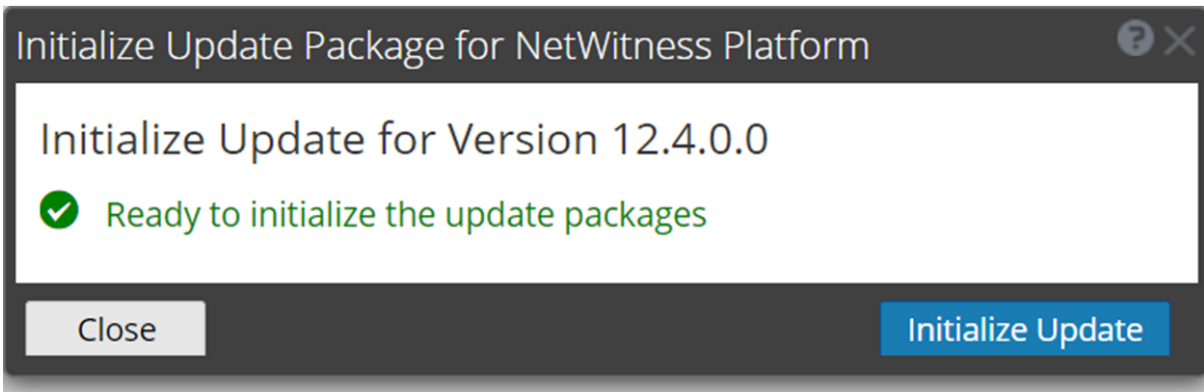 Initialize Update Package for NetWitness Platform
Initialize Update for Version 12.4.0.0
Ready to initialize the update packages
Close
Initialize Update